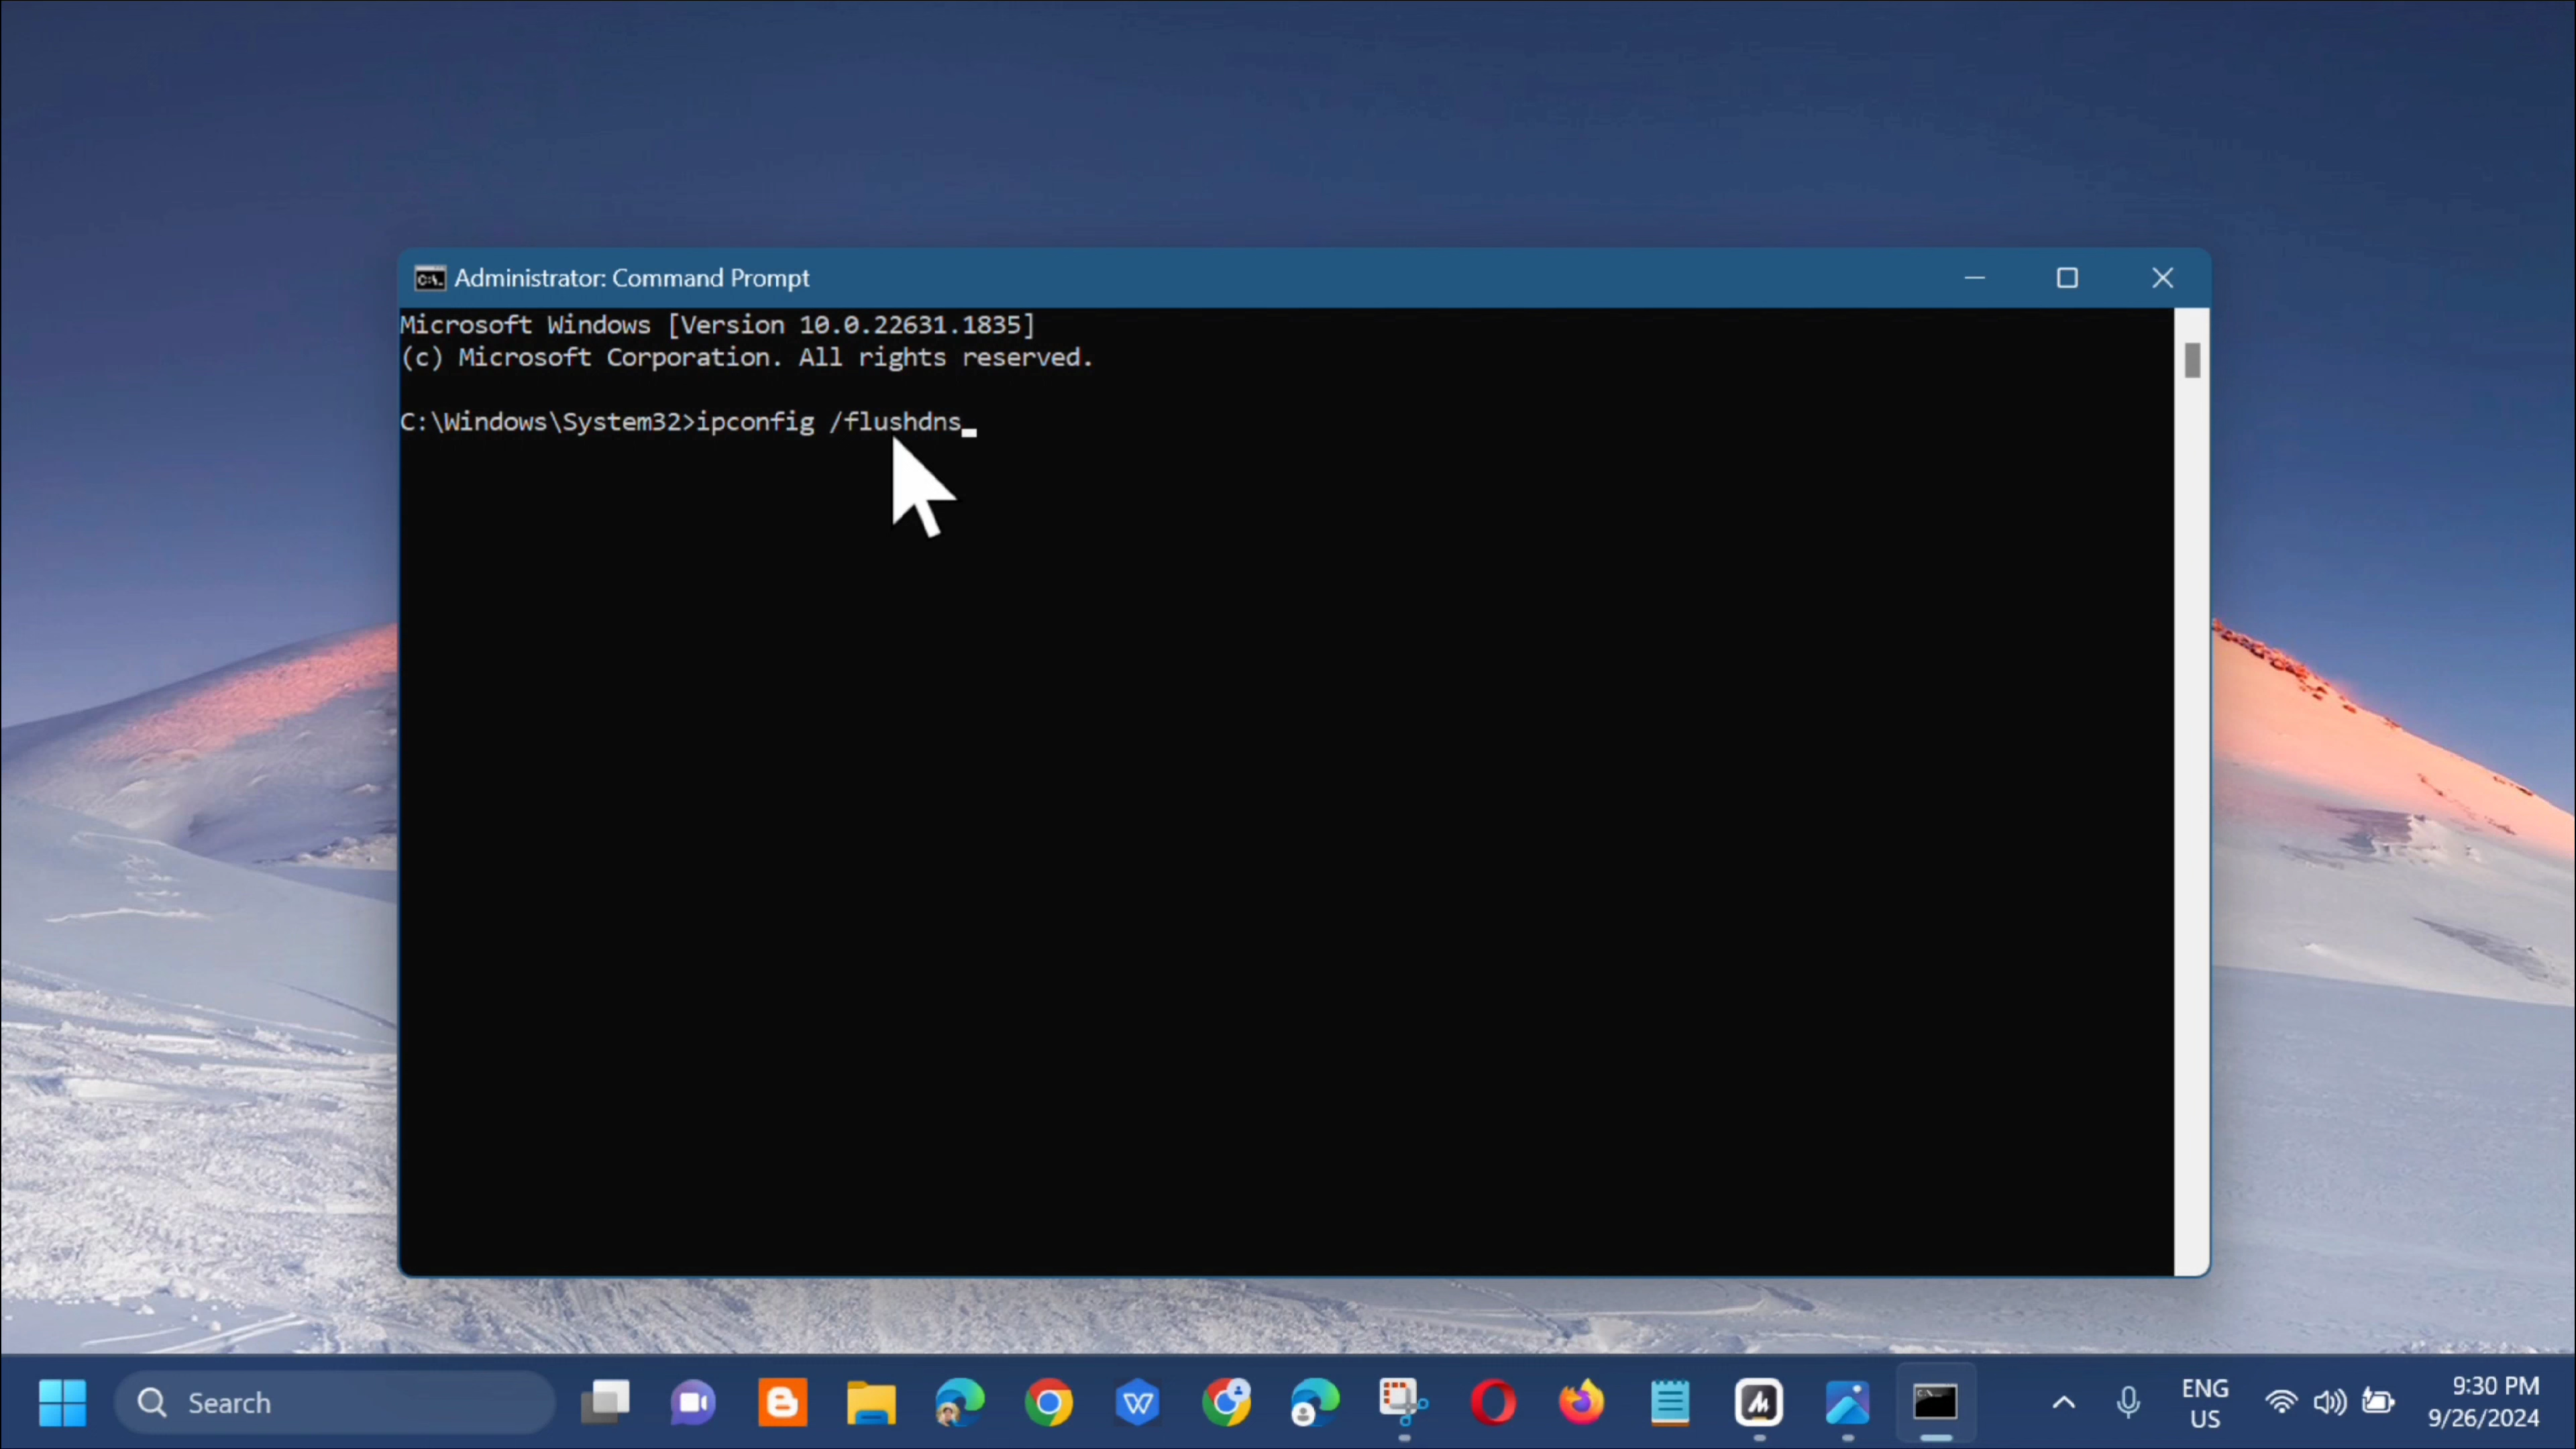 Administrator: Command Prompt
Microsoft Windows [Version 10.0.22631.1835]
(c) Microsoft Corporation. All rights reserved.
C:\Windows\System32>ipconfig /flushdns
Search
ENG
US
9:30 PM
9/26/2024